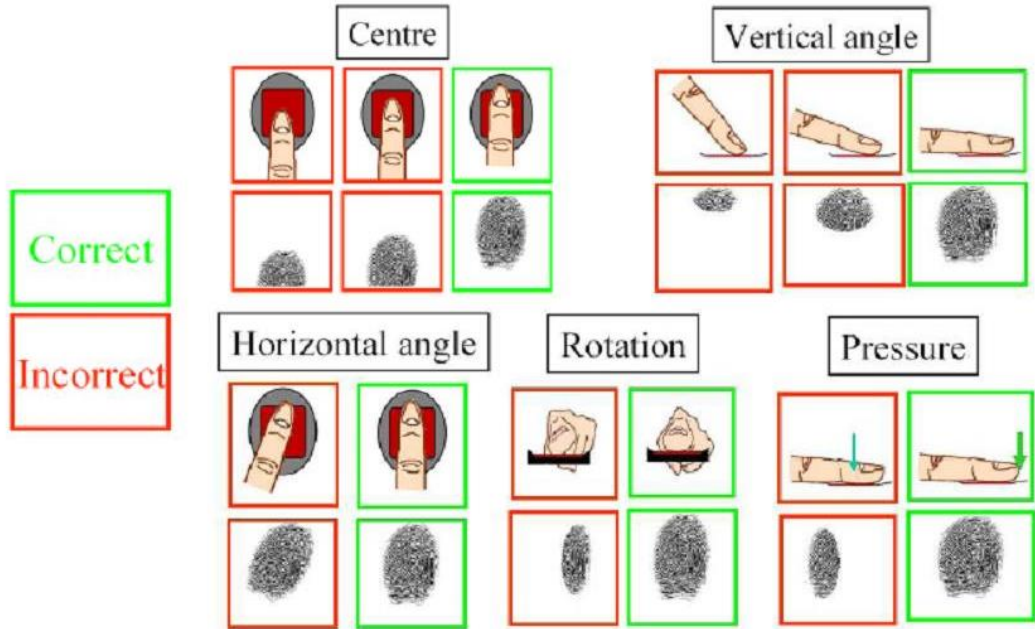 Centre
Vertical angle
Correct
Incorrect
Horizontal angle
Rotation
Pressure